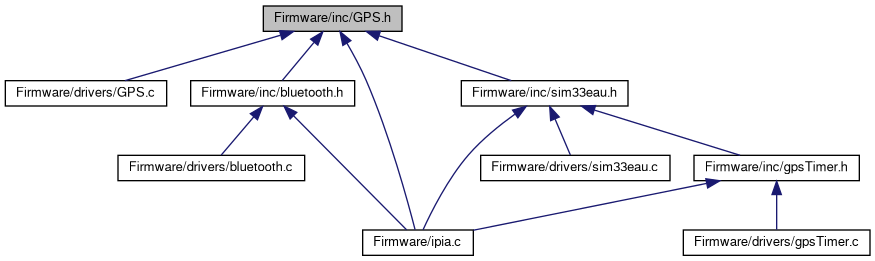 Firmware/inc/GPS.h
Firmware/drivers/GPS.c
Firmware/inc/bluetooth.h
Firmware/inc/sim33eau.h
Firmware/drivers/bluetooth.c
Firmware/drivers/sim33eau.c
Firmware/inc/gpsTimer.h
Firmware/ipia.c
Firmware/drivers/gpsTimer.c